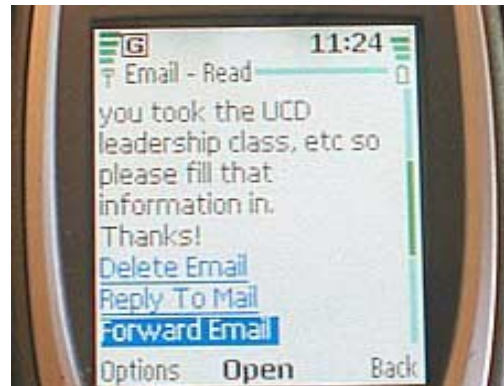 G 11:24
Email - Read
you took the UCD
leadership class, etc so
please fill that
information in.
Thanks!
Delete Email
Reply To Mail
Forward Email
Options Open Back